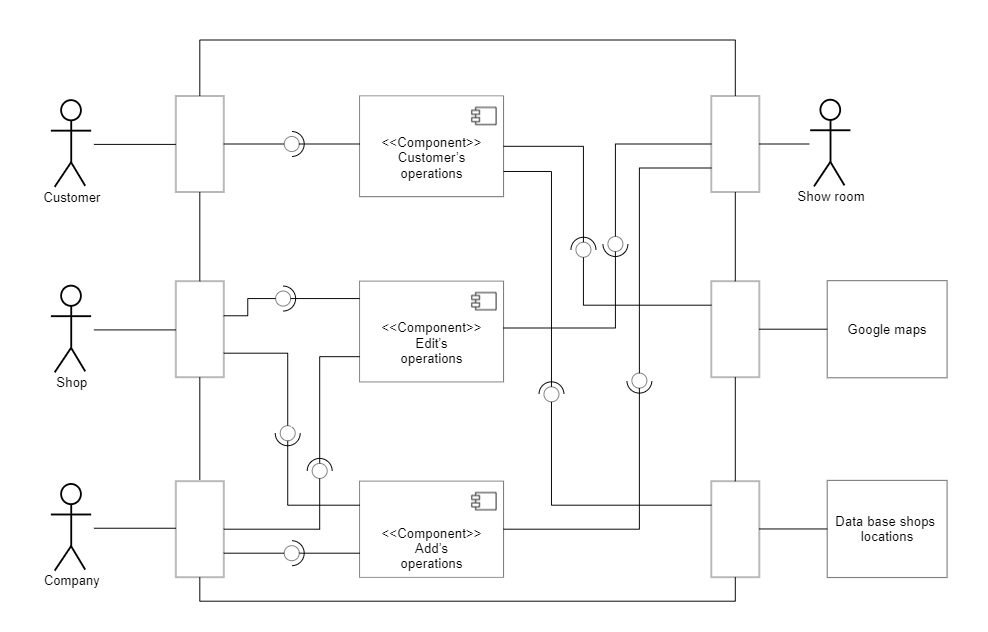 <<Component>>
Customer's
operations
Customer
Show room
<<Component>>
Edit's
operations
Google maps
Shop
<<Component>>
Add's
operations
Data base shops
locations
Company